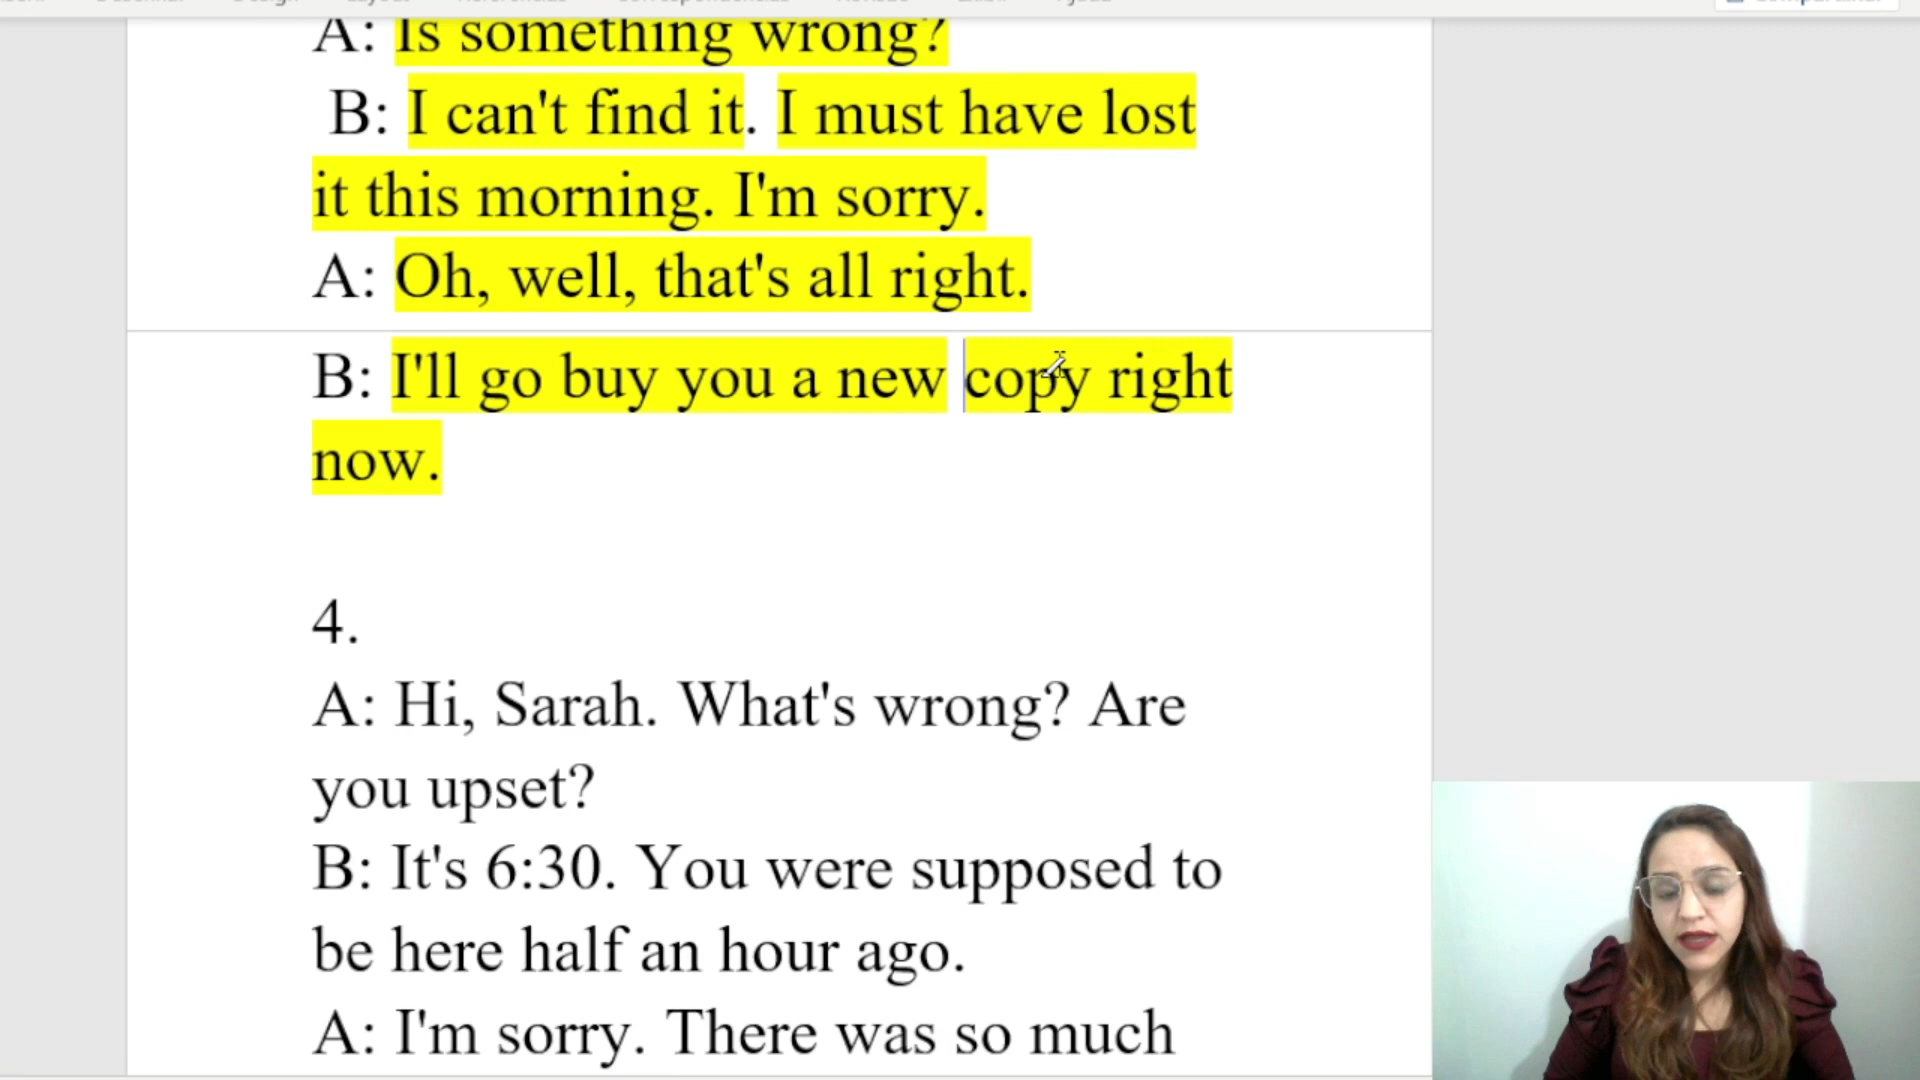 A: Is something wrong?
B: I can't find it. I must have lost
it this morning. I'm sorry.
A: Oh, well, that's all right.
B: I'll go buy you a new copy right
now.
4.
A: Hi, Sarah. What's wrong? Are
you upset?
B: It's 6:30. You were supposed to
be here half an hour ago.
A: I'm sorry. There was so much